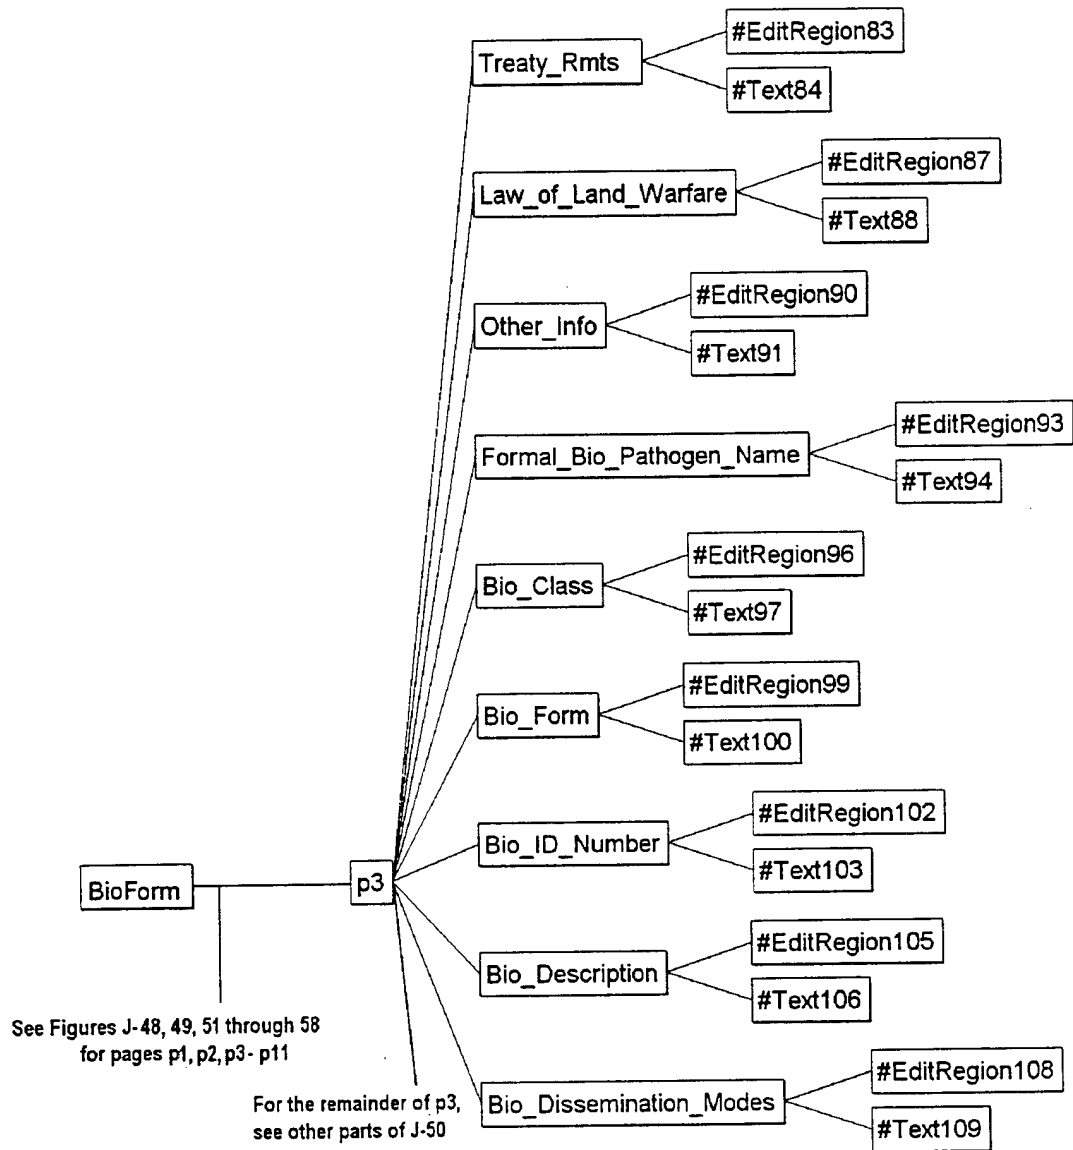 #EditRegion83
Treaty_Rmts
#Text84
#EditRegion87
Law_of_Land_Warfare
#Text88
#EditRegion90
Other_Info
#Text91
#EditRegion93
Formal_Bio_Pathogen_Name
#Text94
#EditRegion96
Bio_Class
#Text97
#EditRegion99
Bio_Form
#Text100
#EditRegion102
Bio_ID_Number
#Text103
BioForm
p3
#EditRegion105
Bio_Description
#Text106
See Figures J-48, 49, 51 through 58
for pages p1, p2, p3- p11
#EditRegion108
Bio_Dissemination_Modes
#Text109
For the remainder of p3,
see other parts of J-50